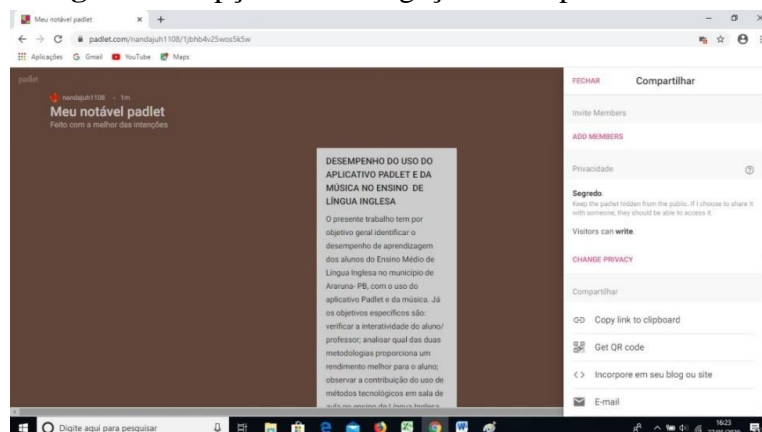 Meu notável padlet
padlet.com/nandajuh1108/1jbhb4v25wos5k5w
Aplicações Gmail YouTube Maps
padlet
nandajuh1108 1m
Meu notável padlet
Feito com a melhor das intenções
DESEMPENHO DO USO DO
APLICATIVO PADLET E DA
MÚSICA NO ENSINO DE
LÍNGUA INGLESA
O presente trabalho tem por
objetivo geral identificar o
desempenho de aprendizagem
dos alunos do Ensino Médio de
Língua Inglesa no município de
Araruna- PB, com o uso do
aplicativo Padlet e da música. Já
os objetivos específicos são:
verificar a interatividade do aluno/
professor; analisar qual das duas
metodologias proporciona um
rendimento melhor para o aluno;
observar a contribuição do uso de
métodos tecnológicos em sala de
aula no ensino de Língua Inglesa
FECHAR Compartilhar
Invite Members
ADD MEMBERS
Privacidade
Segredo.
Keep the padlet hidden from the public. If I choose to share it
with someone, they should be able to access it.
Visitors can write.
CHANGE PRIVACY
Compartilhar
Copy link to clipboard
Get QR code
Incorpore em seu blog ou site
E-mail
Digite aqui para pesquisar
16:23